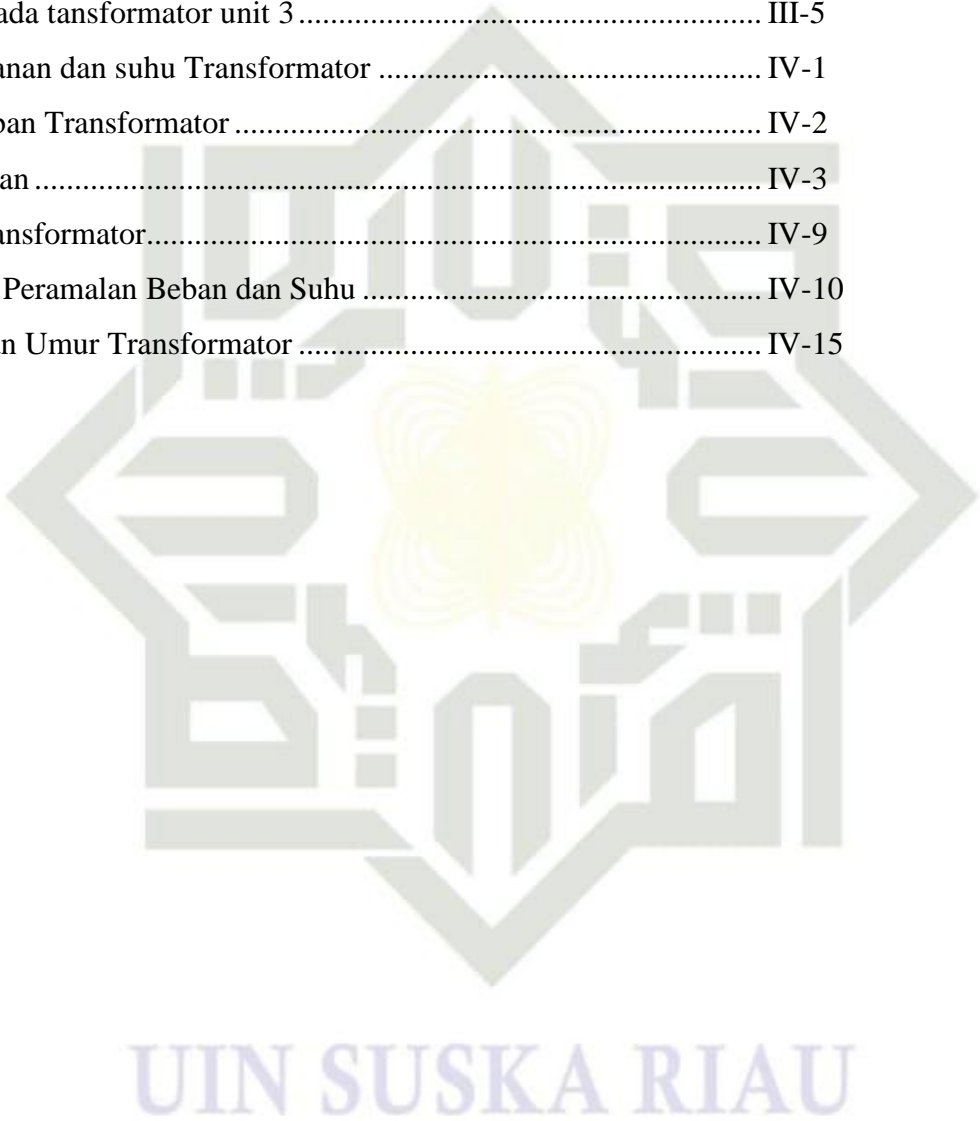 ada tansformator unit 3 ................................................................ III-5
anan dan suhu Transformator ..................................................... IV-1
ban Transformator ........................................................................ IV-2
an .................................................................................................. IV-3
ansformator.................................................................................... IV-9
Peramalan Beban dan Suhu ....................................................... IV-10
n Umur Transformator ................................................................ IV-15
UIN SUSKA RIAU